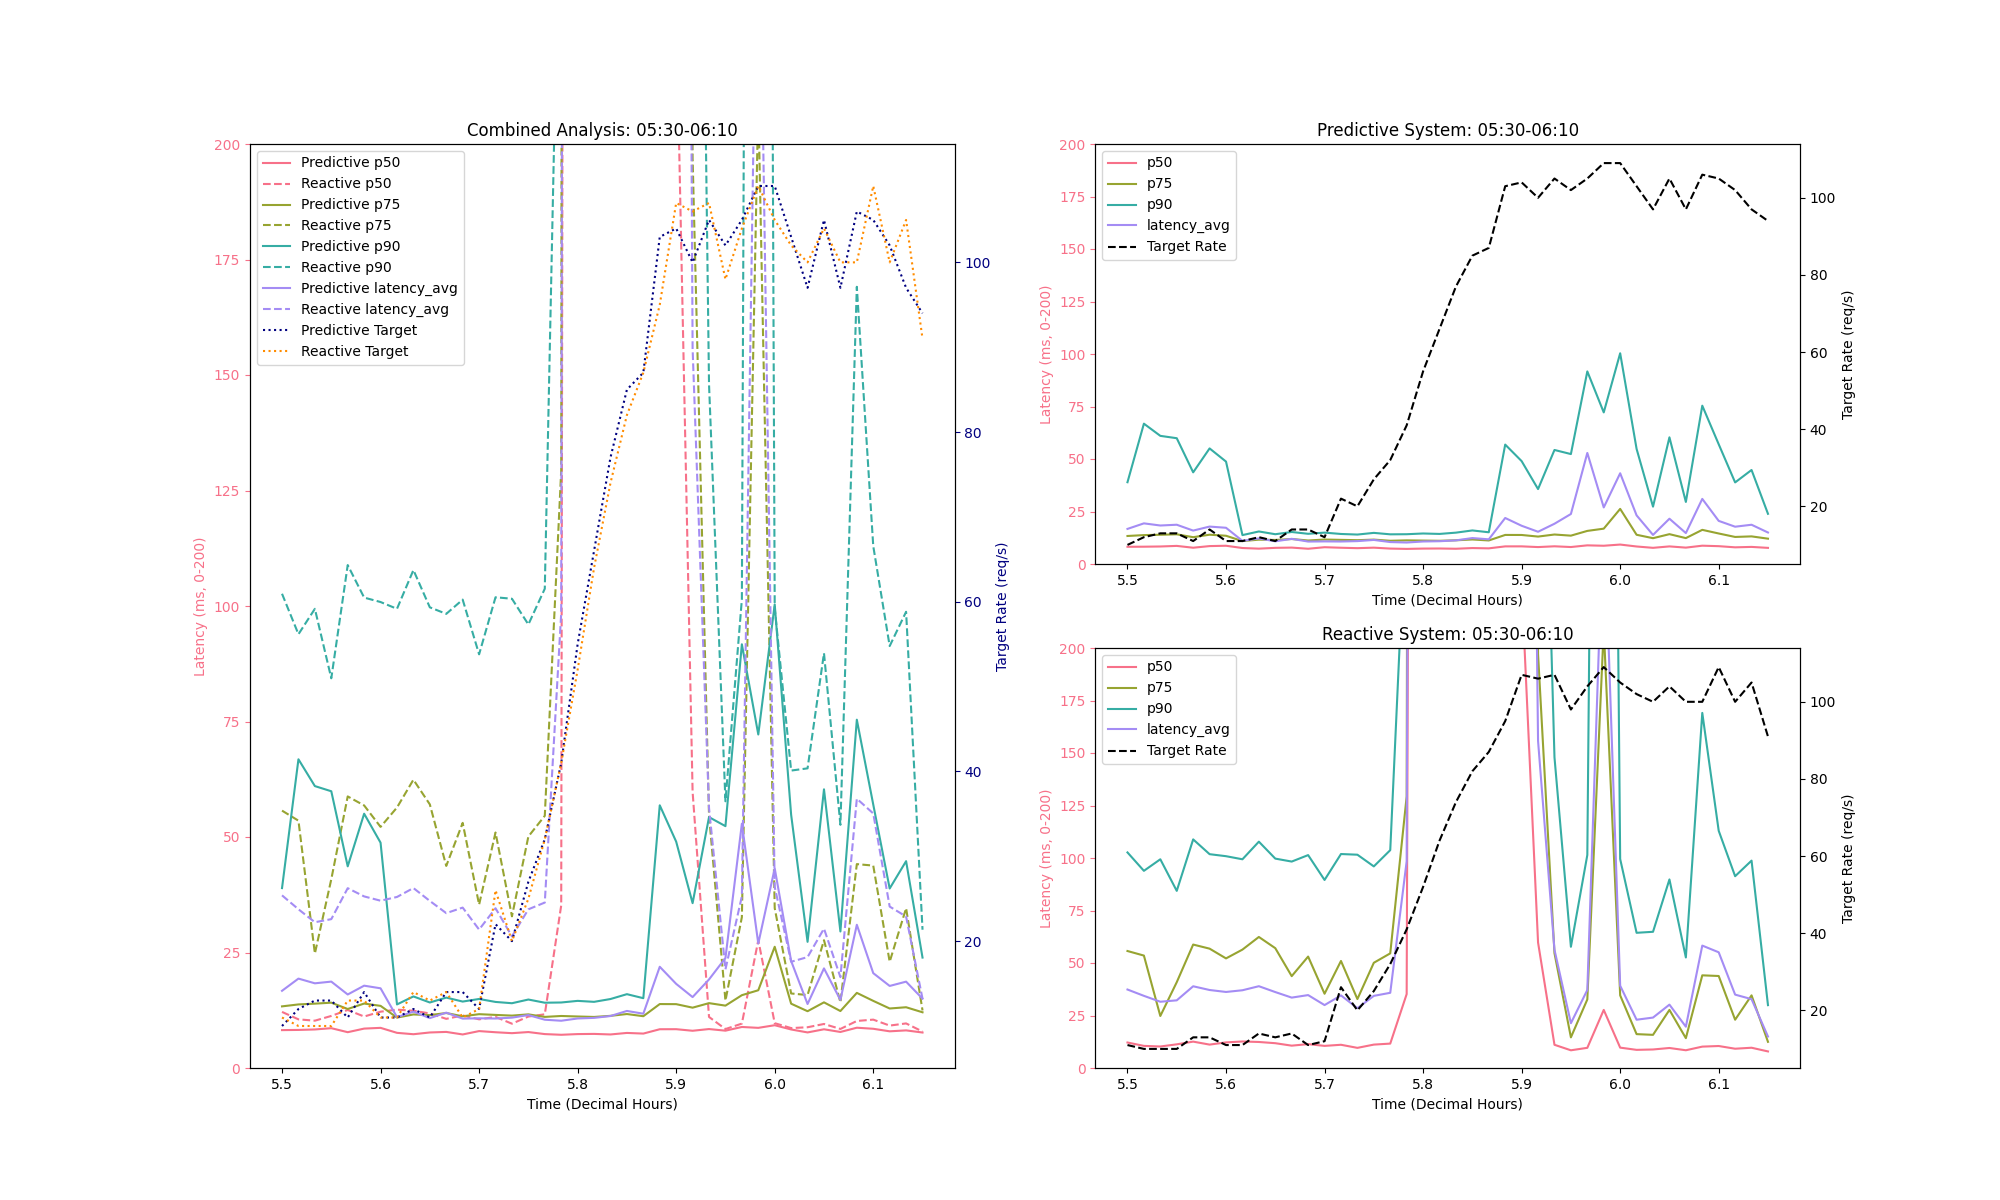 Combined Analysis: 05:30-06:10
Predictive p50
Reactive p50
Predictive p75
Reactive p75
Predictive p90
Reactive p90
Predictive latency_avg
Reactive latency_avg
Predictive Target
Reactive Target
Latency (ms, 0-200)
200
175
150
125
100
75
50
25
0
5.5 5.6 5.7 5.8 5.9 6.0 6.1
Time (Decimal Hours)
100
80
60
40
20
Target Rate (req/s)
Predictive System: 05:30-06:10
p50
p75
p90
latency_avg
Target Rate
Latency (ms, 0-200)
200
175
150
125
100
75
50
25
0
5.5 5.6 5.7 5.8 5.9 6.0 6.1
Time (Decimal Hours)
100
80
60
40
20
Target Rate (req/s)
Reactive System: 05:30-06:10
p50
p75
p90
latency_avg
Target Rate
Latency (ms, 0-200)
200
175
150
125
100
75
50
25
0
5.5 5.6 5.7 5.8 5.9 6.0 6.1
Time (Decimal Hours)
100
80
60
40
20
Target Rate (req/s)